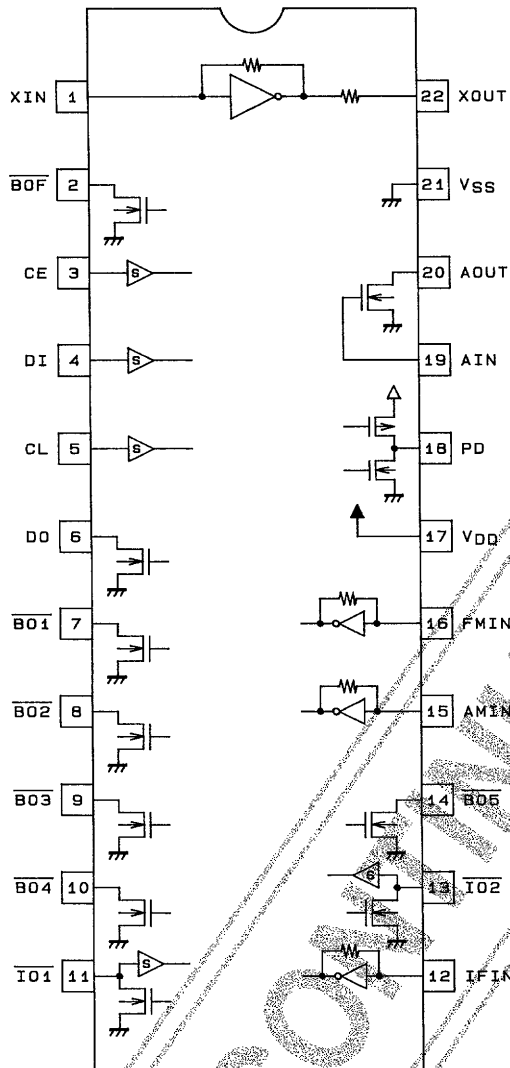 XIN 1 22 XOUT
BOF 2 21 VSS
CE 3 S 20 AOUT
DI 4 S 19 AIN
CL 5 S 18 PD
DO 6 17 VDD
BO1 7 16 FMIN
BO2 8 15 AMIN
BO3 9 14 BO5
BO4 10 S 13 IO2
IO1 11 S 12 IFIN